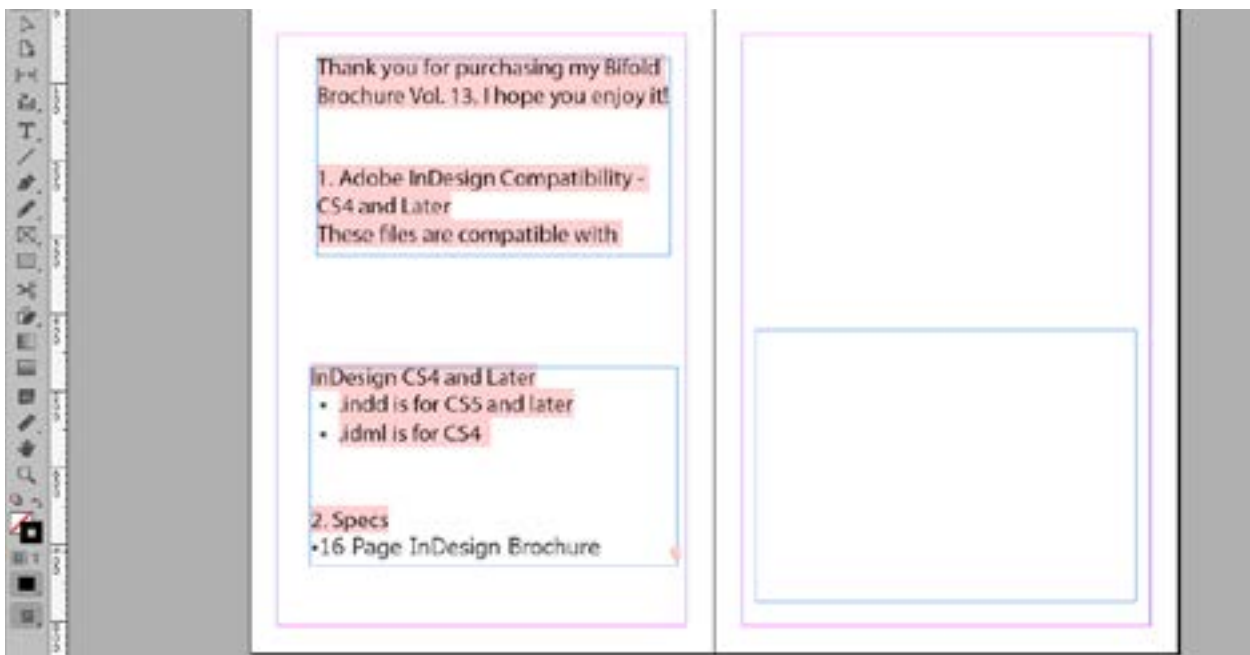 Thank you for purchasing my Bifold
Brochure Vol. 13. I hope you enjoy it!
1. Adobe InDesign Compatibility -
CS4 and Later
These files are compatible with
InDesign CS4 and Later
• .indd is for CS5 and later
• .idml is for CS4
2. Specs
•16 Page InDesign Brochure